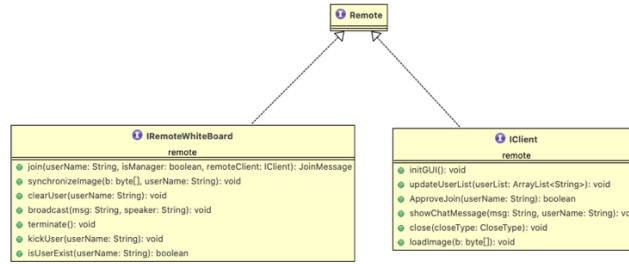 I Remote
I IRemoteWhiteBoard
remote
join(userName: String, isManager: boolean, remoteClient: IClient): JoinMessage
synchronizeImage(b: byte[], userName: String): void
clearUser(userName: String): void
broadcast(msg: String, speaker: String): void
terminate(): void
kickUser(userName: String): void
isUserExist(userName: String): boolean
I IClient
remote
initGUI(): void
updateUserList(userList: ArrayList<String>): void
ApproveJoin(userName: String): boolean
showChatMessage(msg: String, userName: String): vo
close(closeType: CloseType): void
loadImage(b: byte[]): void